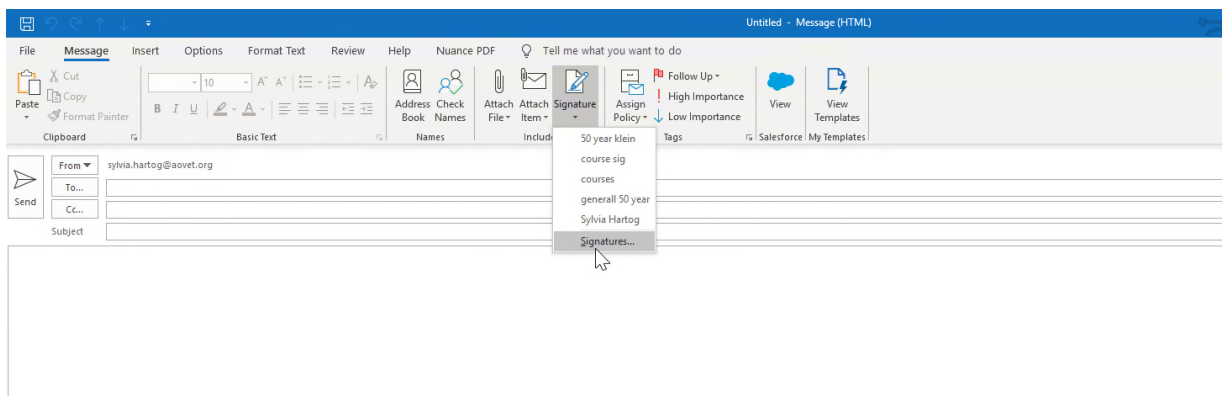 Untitled - Message (HTML)
File Message Insert Options Format Text Review Help Nuance PDF Tell me what you want to do
Cut
Copy
Format Painter
Paste
10
B I U
Address Book
Check Names
Attach File
Attach Item
Signature
Assign Policy
Follow Up
High Importance
Low Importance
View
View Templates
Clipboard Basic Text Names Includ Tags Salesforce My Templates
50 year klein
course sig
courses
generall 50 year
Sylvia Hartog
Signatures...
Send
From sylvia.hartog@aovet.org
To...
Cc...
Subject